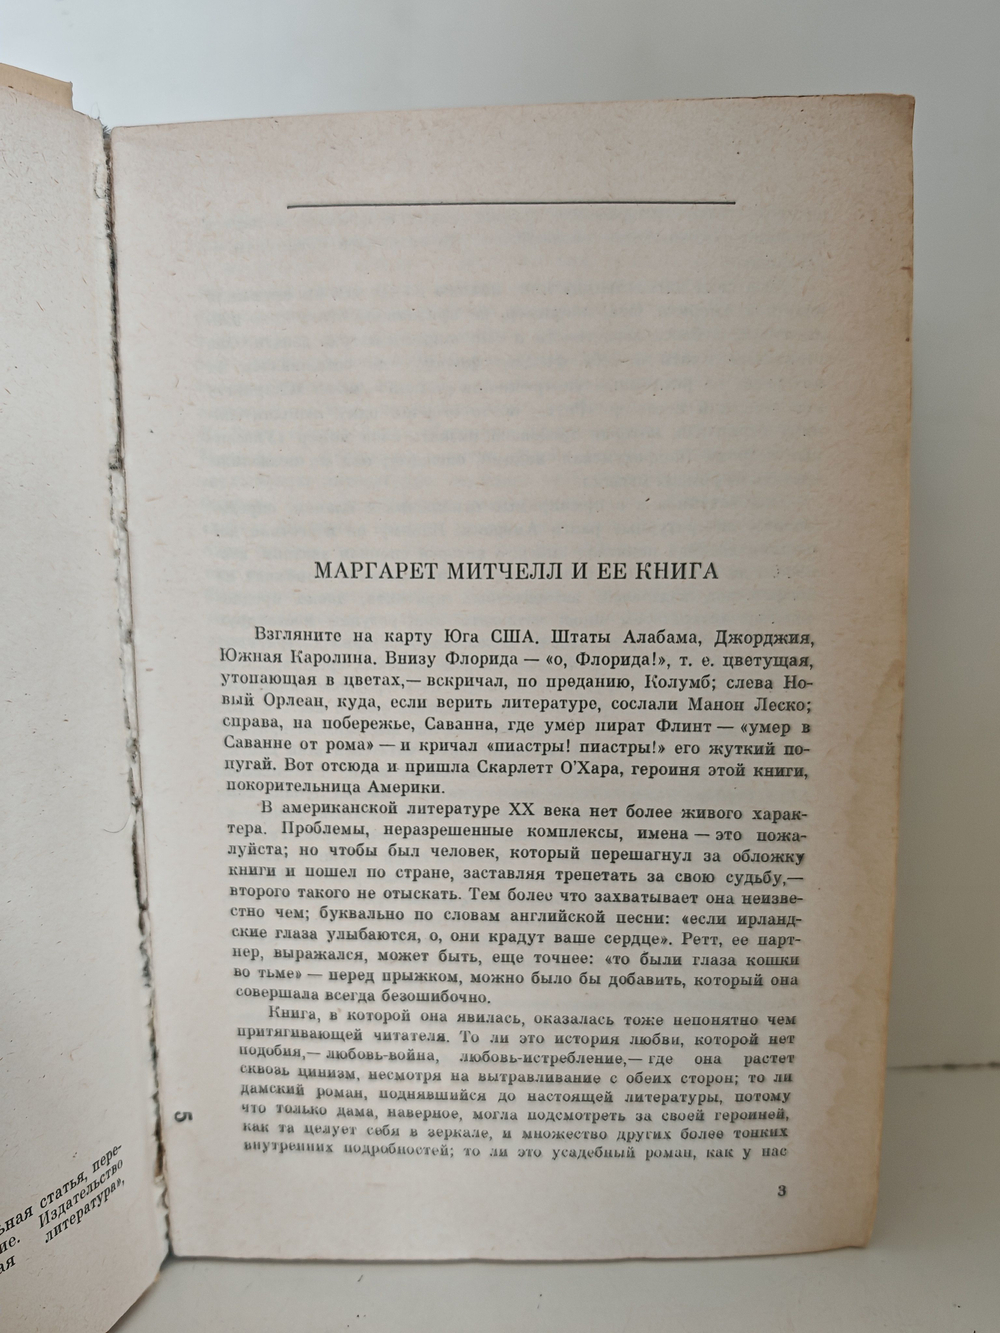 МАРГАРЕТ МИТЧЕЛЛ И ЕЕ КНИГА
Взгляните на карту Юга США. Штаты Алабама, Джорджия,
Южная Каролина. Внизу Флорида — «о, Флорида!», т. е. цветущая,
утопающая в цветах,— вскричал, по преданию, Колумб; слева Но-
вый Орлеан, куда, если верить литературе, сослали Манон Леско;
справа, на побережье, Саванна, где умер пират Флинт — «умер в
Саванне от рома» — и кричал «пиастры! пиастры!» его жуткий по-
пугай. Вот отсюда и пришла Скарлетт О'Хара, героиня этой книги,
покорительница Америки.
В американской литературе XX века нет более живого харак-
тера. Проблемы, неразрешенные комплексы, имена — это пожа-
луйста; но чтобы был человек, который перешагнул за обложку
книги и пошел по стране, заставляя трепетать за свою судьбу,—
второго такого не отыскать. Тем более что захватывает она неизве-
стно чем; буквально по словам английской песни: «если ирланд-
ские глаза улыбаются, о, они крадут ваше сердце». Ретт, ее парт-
нер, выражался, может быть, еще точнее: «то были глаза кошки
во тьме» — перед прыжком, можно было бы добавить, который она
совершала всегда безошибочно.
Книга, в которой она явилась, оказалась тоже непонятно чем
притягивающей читателя. То ли это история любви, которой нет
подобия,— любовь-война, любовь-истребление,— где она растет
сквозь цинизм, несмотря на вытравливание с обеих сторон; то ли
дамский роман, поднявшийся до настоящей литературы, потому
что только дама, наверное, могла подсмотреть за своей героиней,
как та целует себя в зеркале, и множество других более тонких
внутренних подробностей; то ли это усадебный роман, как у нас
3
5
ьная статья, пере-
ие. Издательство
ая литература»,